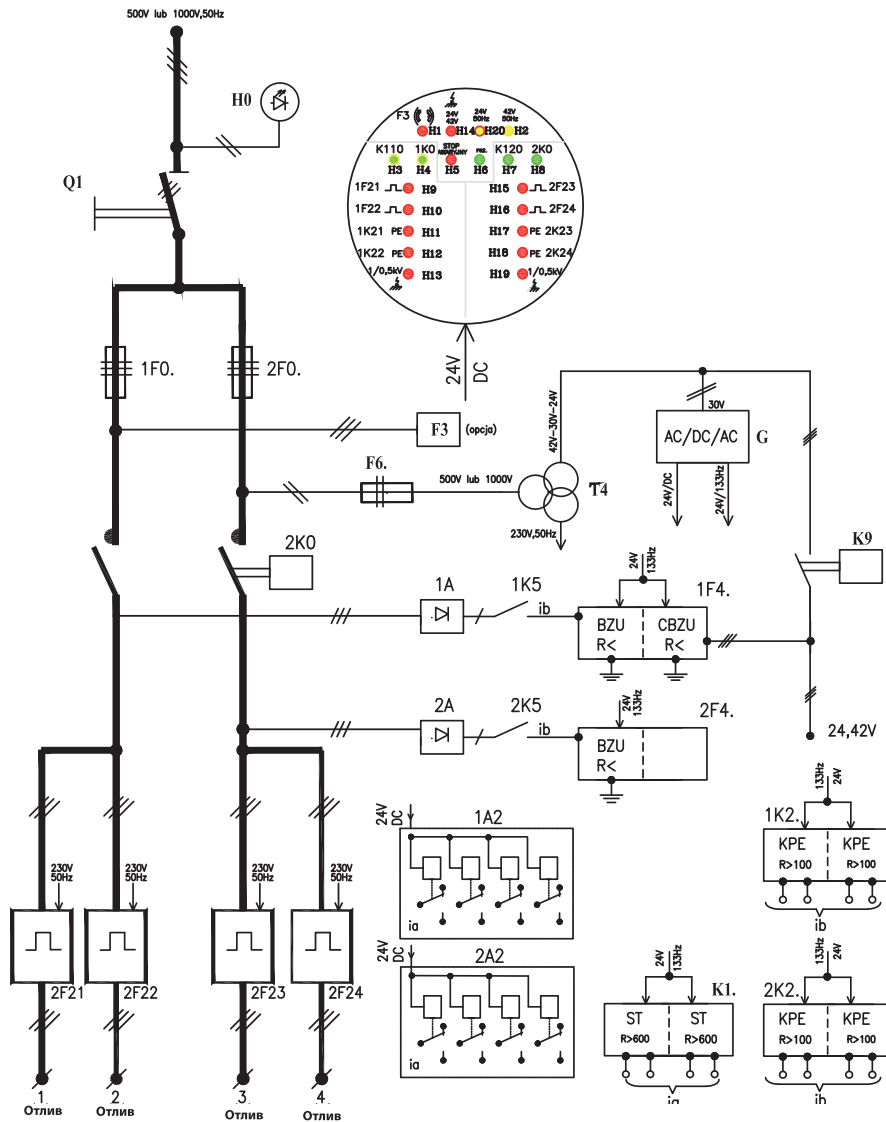 500V lub 1000V,50Hz
H0
Q1
F3
24V 42V
24V 50Hz
42V 50Hz
H1 H14 H20 H2
K110 1K0 STOP AWARYJNY POZ. K120 2K0
H3 H4 H5 H6 H7 H8
1F21 H9 H15 2F23
1F22 H10 H16 2F24
1K21 PE H11 H17 PE 2K23
1K22 PE H12 H18 PE 2K24
1/0,5kV H13 H19 1/0,5kV
24V DC
1F0.
2F0.
F3 (opcja)
42V-30V-24V
30V
AC/DC/AC G
24V/DC
24V/133Hz
F6.
500V lub 1000V
T4
230V,50Hz
2K0
K9
1A
1K5
ib
24V 133Hz
1F4.
BZU CBZU
R< R<
2A
2K5
ib
24V 133Hz
2F4.
BZU
R<
24,42V
24V DC
1A2
ia
24V DC
2A2
ia
133Hz 24V
1K2.
KPE KPE
R>100 R>100
ib
24V 133Hz
K1.
ST ST
R>600 R>600
ia
133Hz 24V
2K2.
KPE KPE
R>100 R>100
ib
230V 50Hz
230V 50Hz
230V 50Hz
230V 50Hz
2F21
2F22
2F23
2F24
1.
Отлив
2.
Отлив
3.
Отлив
4.
Отлив